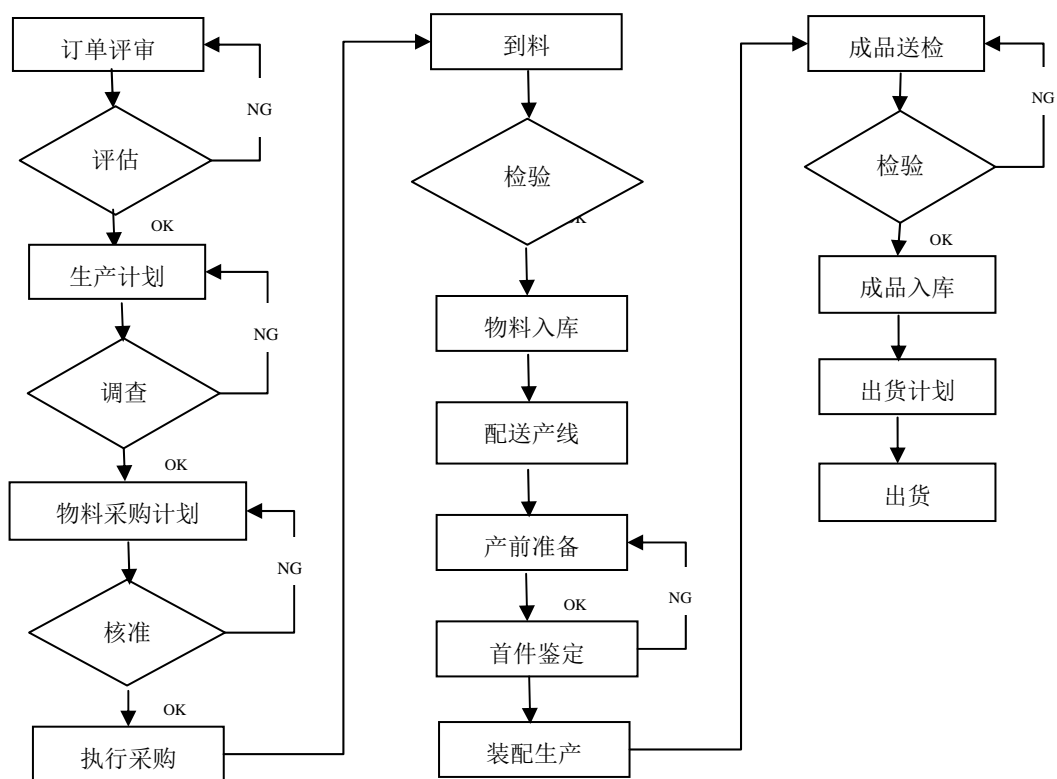 订单评审
NG
评估
OK
生产计划
NG
调查
OK
物料采购计划
NG
核准
OK
执行采购
到料
检验
OK
物料入库
配送产线
产前准备
NG
OK
首件鉴定
装配生产
成品送检
NG
检验
OK
成品入库
出货计划
出货